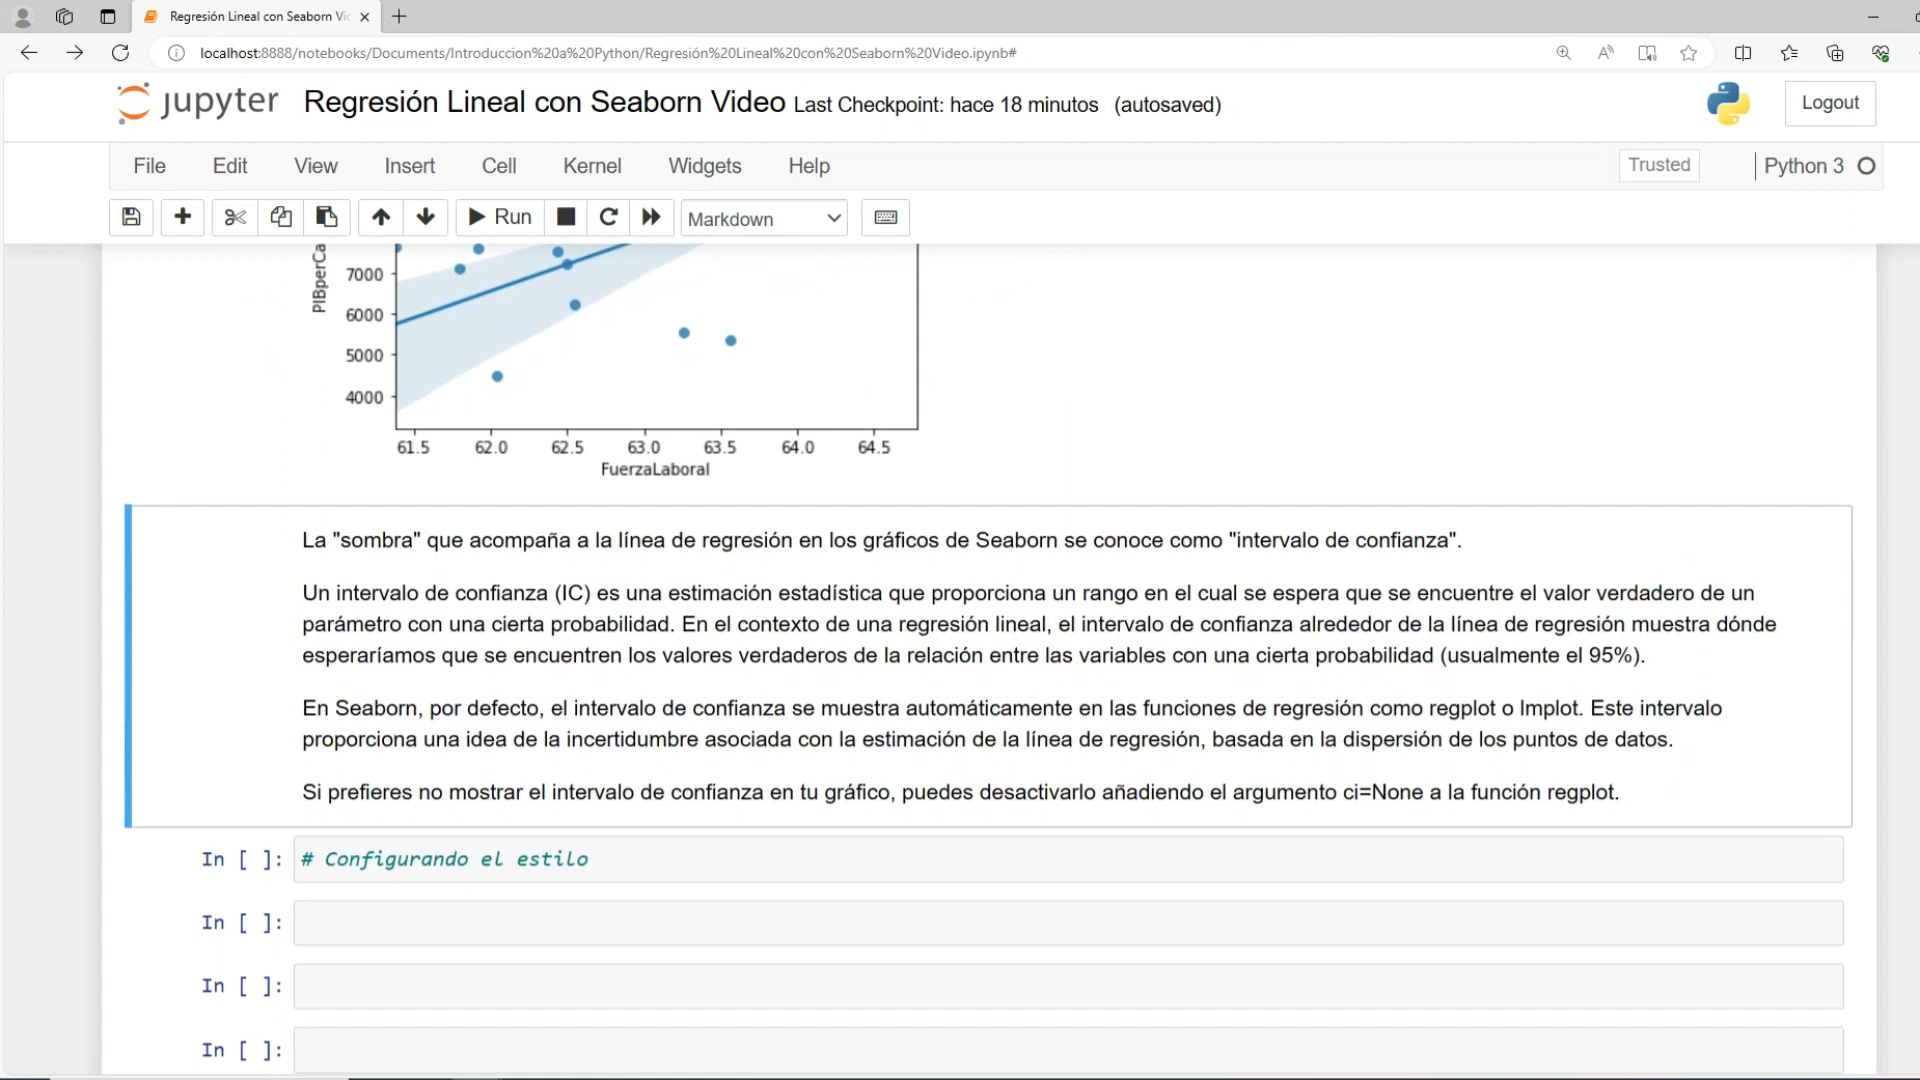 Regresión Lineal con Seaborn Vi
localhost:8888/notebooks/Documents/Introduccion%20a%20Python/Regresión%20Lineal%20con%20Seaborn%20Video.ipynb#
jupyter Regresión Lineal con Seaborn Video Last Checkpoint: hace 18 minutos (autosaved)
Logout
File Edit View Insert Cell Kernel Widgets Help
Trusted
Python 3
Run
Markdown
PIBperCa
7000
6000
5000
4000
61.5 62.0 62.5 63.0 63.5 64.0 64.5
FuerzaLaboral
La "sombra" que acompaña a la línea de regresión en los gráficos de Seaborn se conoce como "intervalo de confianza".
Un intervalo de confianza (IC) es una estimación estadística que proporciona un rango en el cual se espera que se encuentre el valor verdadero de un
parámetro con una cierta probabilidad. En el contexto de una regresión lineal, el intervalo de confianza alrededor de la línea de regresión muestra dónde
esperaríamos que se encuentren los valores verdaderos de la relación entre las variables con una cierta probabilidad (usualmente el 95%).
En Seaborn, por defecto, el intervalo de confianza se muestra automáticamente en las funciones de regresión como regplot o lmplot. Este intervalo
proporciona una idea de la incertidumbre asociada con la estimación de la línea de regresión, basada en la dispersión de los puntos de datos.
Si prefieres no mostrar el intervalo de confianza en tu gráfico, puedes desactivarlo añadiendo el argumento ci=None a la función regplot.
In [ ]: # Configurando el estilo
In [ ]:
In [ ]:
In [ ]: